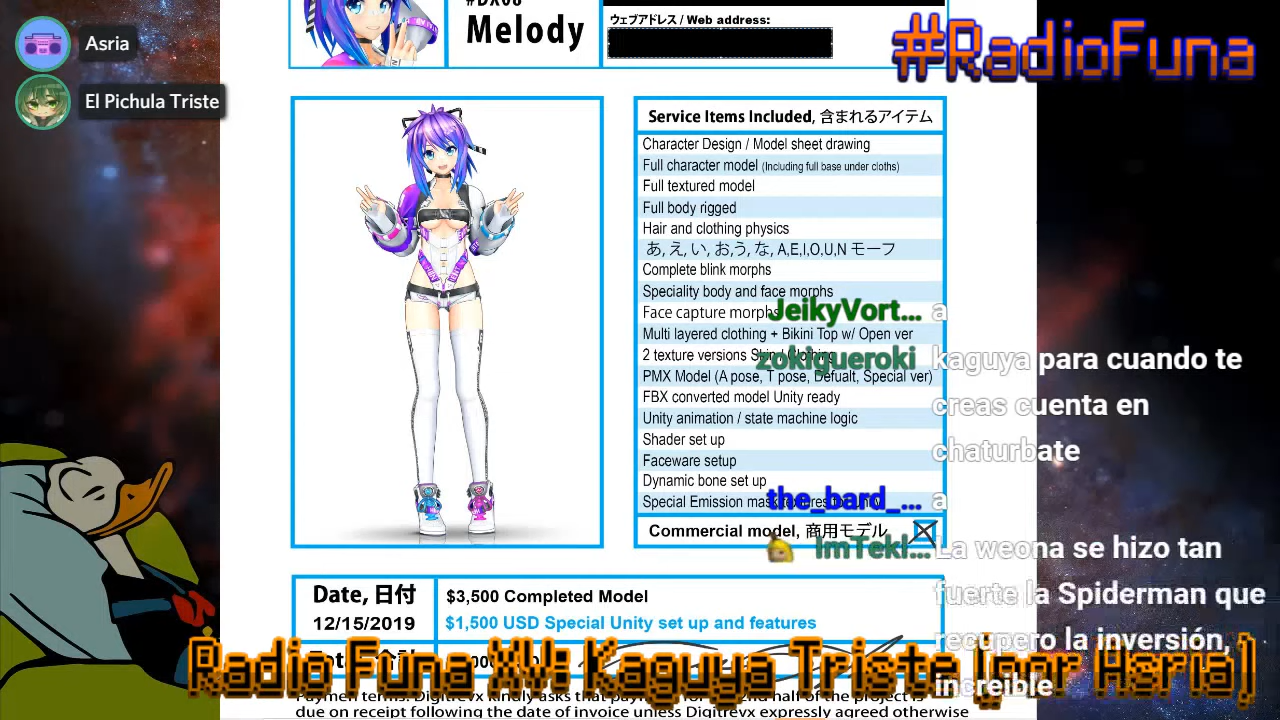 #DX08
Melody
ウェブアドレス / Web address:
#RadioFuna
Asria
El Pichula Triste
Service Items Included, 含まれるアイテム
Character Design / Model sheet drawing
Full character model (Including full base under cloths)
Full textured model
Full body rigged
Hair and clothing physics
あ, え, い, お, う, な, A,E,I,O,U,N モーフ
Complete blink morphs
Speciality body and face morphs
Face capture morphs
Multi layered clothing + Bikini Top w/ Open ver
2 texture versions Skin / Clothing
PMX Model (A pose, T pose, Defualt, Special ver)
FBX converted model Unity ready
Unity animation / state machine logic
Shader set up
Faceware setup
Dynamic bone set up
Special Emission mask textures for Unity
Commercial model, 商用モデル
JeikyVort... a
zokigueroki kaguya para cuando te
creas cuenta en
chaturbate
the_bard_... a
ImTekl... La weona se hizo tan
fuerte la Spiderman que
recupero la inversión,
increible
Date, 日付
12/15/2019
$3,500 Completed Model
$1,500 USD Special Unity set up and features
Radio Funa XV: Kaguya Triste (por Asria)
due on receipt following the date of invoice unless Digitrevx expressly agreed otherwise